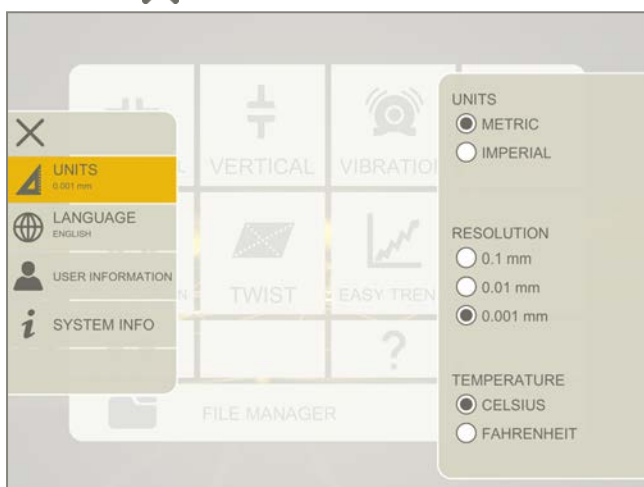 UNITS
0.001 mm
LANGUAGE
ENGLISH
USER INFORMATION
SYSTEM INFO
VERTICAL
VIBRATIO
TWIST
EASY TREN
?
FILE MANAGER
UNITS
METRIC
IMPERIAL
RESOLUTION
0.1 mm
0.01 mm
0.001 mm
TEMPERATURE
CELSIUS
FAHRENHEIT